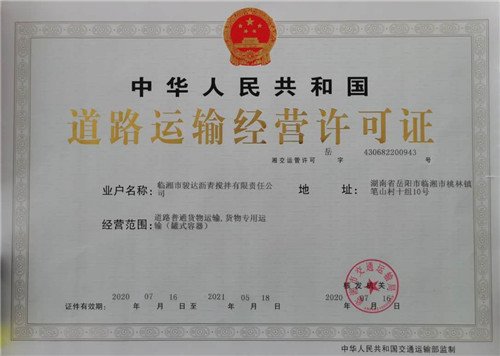 中华人民共和国
道路运输经营许可证
湘交运管许可 岳 字 430682200943 号
业户名称: 临湘市骏达沥青搅拌有限责任公司
地 址: 湖南省岳阳市临湘市桃林镇笔山村十组10号
经营范围: 道路普通货物运输,货物专用运
输(罐式容器)
核发机关
证件有效期: 2020 年 07 月 16 日 至 2021 年 05 月 18 日 2020 年 07 月 16 日
中华人民共和国交通运输部监制